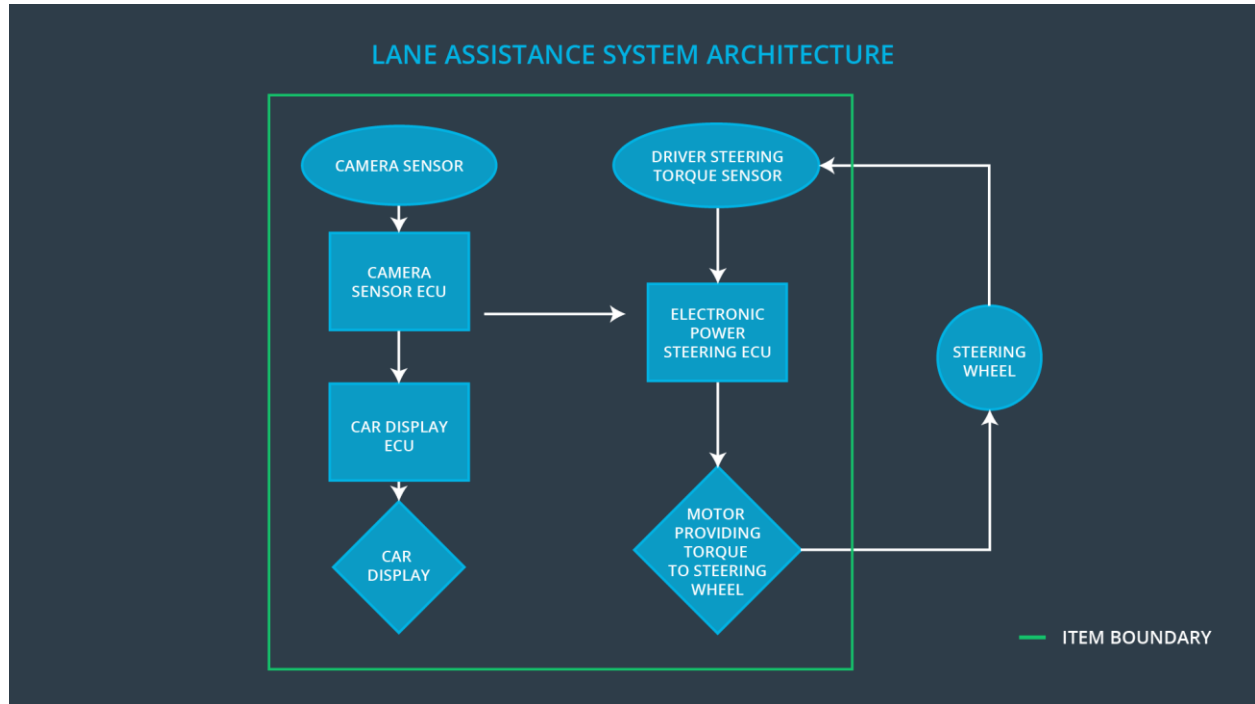 LANE ASSISTANCE SYSTEM ARCHITECTURE
CAMERA SENSOR
CAMERA
SENSOR ECU
CAR DISPLAY
ECU
CAR
DISPLAY
DRIVER STEERING
TORQUE SENSOR
ELECTRONIC
POWER
STEERING ECU
MOTOR
PROVIDING
TORQUE
TO STEERING
WHEEL
STEERING
WHEEL
ITEM BOUNDARY